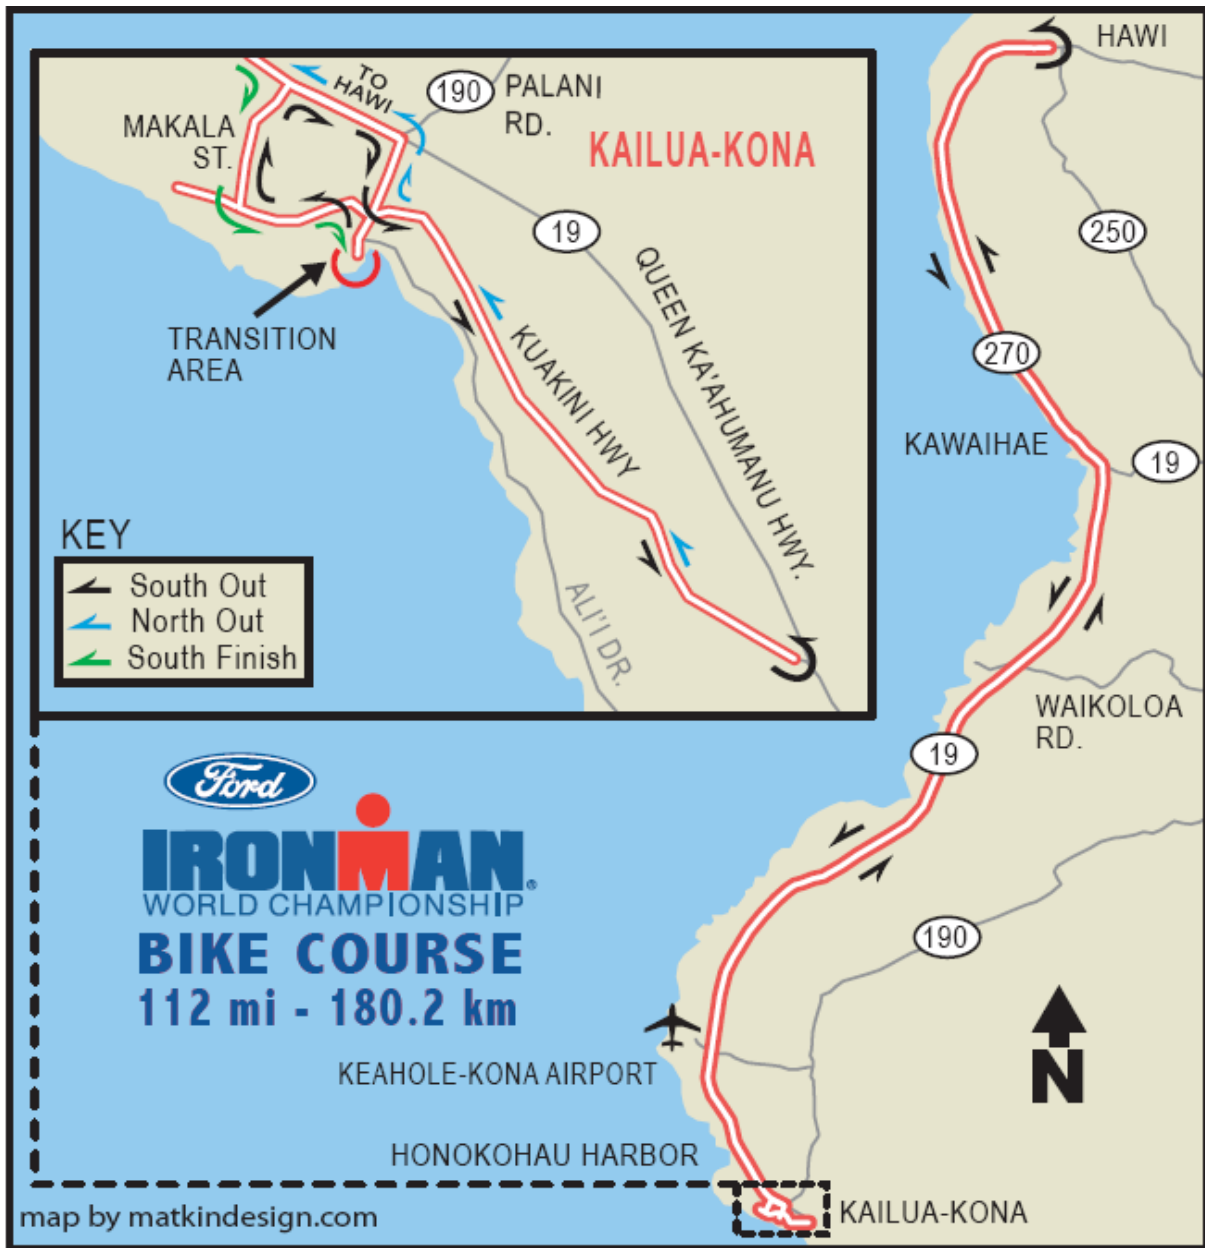 HAWI
TO
HAWI
190
PALANI
RD.
MAKALA
ST.
KAILUA-KONA
19
250
QUEEN KA'AHUMANU HWY.
TRANSITION
AREA
KUAKINI HWY
270
KAWAIHAE
19
KEY
South Out
North Out
South Finish
ALI'I DR.
WAIKOLOA
RD.
19
Ford
IRONMAN®
WORLD CHAMPIONSHIP
BIKE COURSE
112 mi - 180.2 km
190
KEAHOLE-KONA AIRPORT
N
HONOKOHAU HARBOR
KAILUA-KONA
map by matkindesign.com